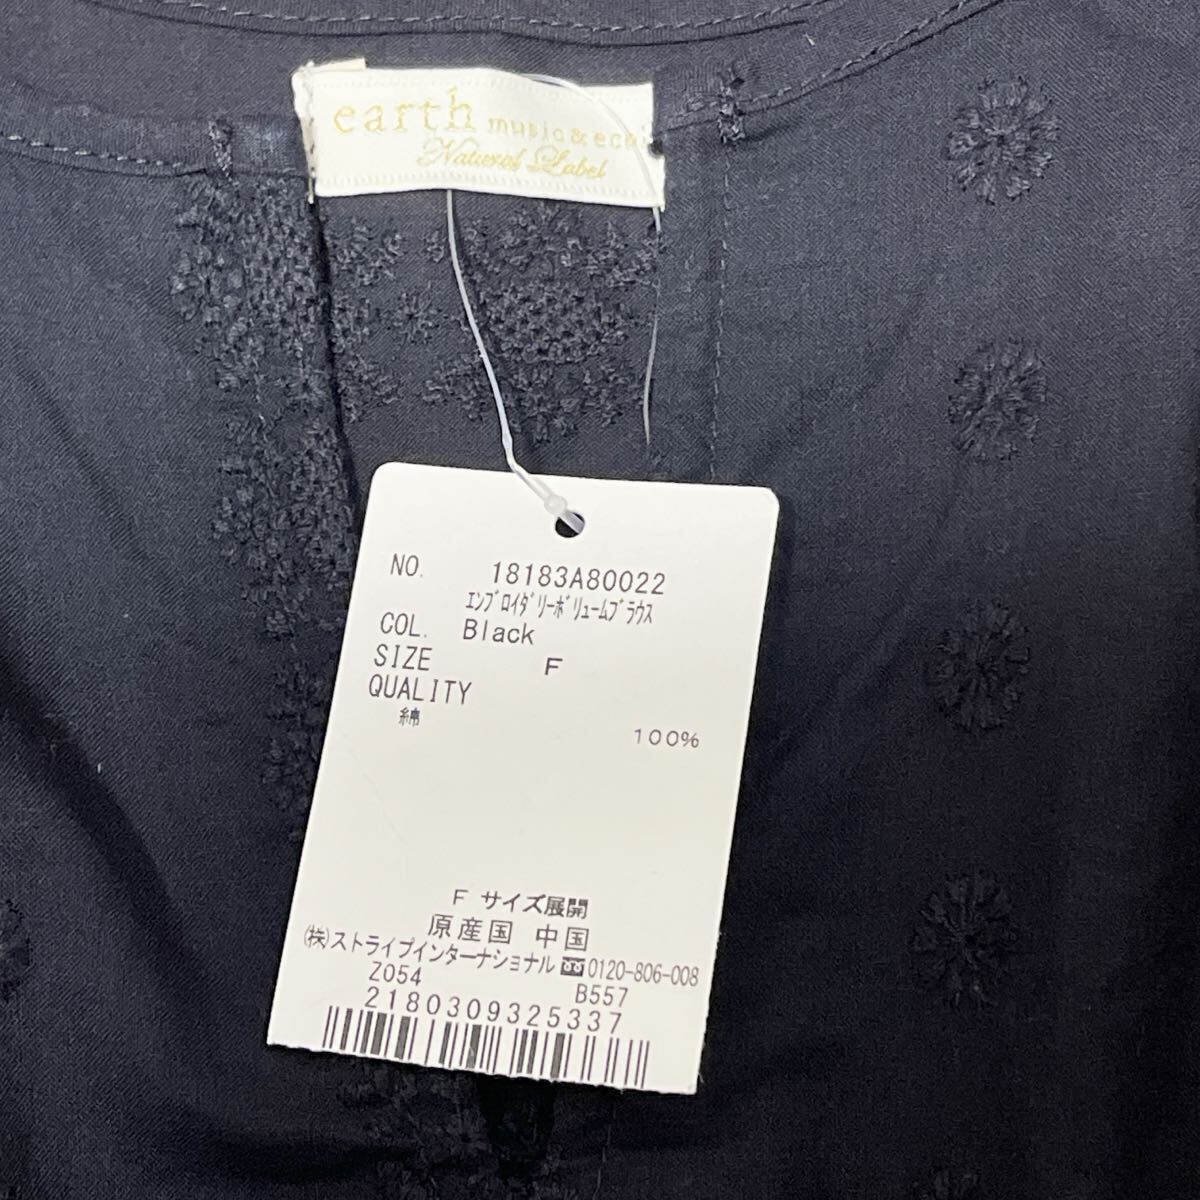 earth music&eco
Natural Label
NO. 18183A80022
ｴﾝﾌﾞﾛｲﾀﾞﾘｰﾎﾞﾘｭｰﾑﾌﾞﾗｳｽ
COL. Black
SIZE F
QUALITY
綿 100%
F サイズ展開
原産国 中国
(株)ストライプインターナショナル 0120-806-008
Z054 B557
2180309325337